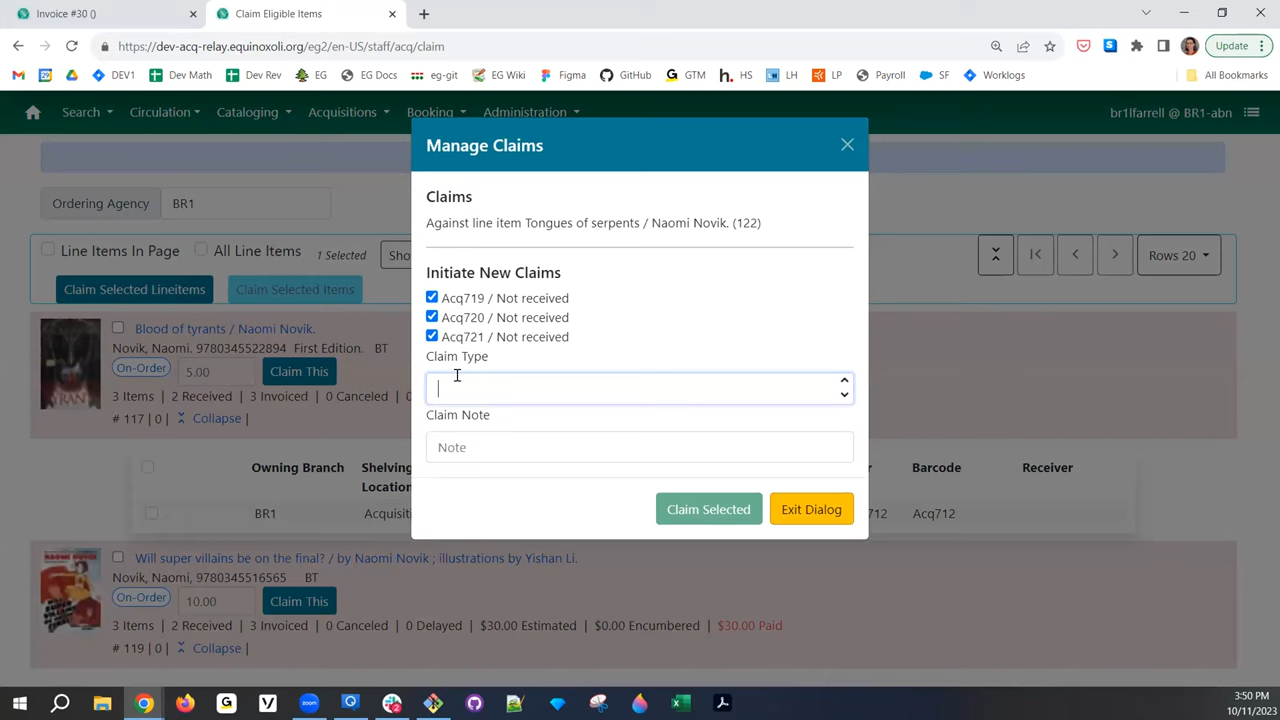 Invoice #30 ()
Claim Eligible Items
https://dev-acq-relay.equinoxoli.org/eg2/en-US/staff/acq/claim
Update
DEV1
Dev Math
Dev Rev
EG
EG Docs
eg-git
EG Wiki
Figma
GitHub
GTM
HS
LH
LP
Payroll
SF
Worklogs
All Bookmarks
Search
Circulation
Cataloging
Acquisitions
Booking
Administration
br1lfarrell @ BR1-abn
Manage Claims
Claims
Against line item Tongues of serpents / Naomi Novik. (122)
Ordering Agency
BR1
Line Items In Page
All Line Items
1 Selected
Sho
Rows 20
Claim Selected Lineitems
Claim Selected Items
Initiate New Claims
Acq719 / Not received
Acq720 / Not received
Acq721 / Not received
Claim Type
Claim Note
Note
Claim Selected
Exit Dialog
Blood of tyrants / Naomi Novik.
Novik, Naomi. 9780345522894 First Edition. BT
On-Order
5.00
Claim This
3 Items | 2 Received | 3 Invoiced | 0 Canceled
# 117 | 0 | Collapse |
Owning Branch
Shelving
Location
Barcode
Receiver
BR1
Acquisit
712
Acq712
Will super villains be on the final? / by Naomi Novik ; illustrations by Yishan Li.
Novik, Naomi, 9780345516565 BT
On-Order
10.00
Claim This
3 Items | 2 Received | 3 Invoiced | 0 Canceled | 0 Delayed | $30.00 Estimated | $0.00 Encumbered | $30.00 Paid
# 119 | 0 | Collapse |
3:50 PM
10/11/2023